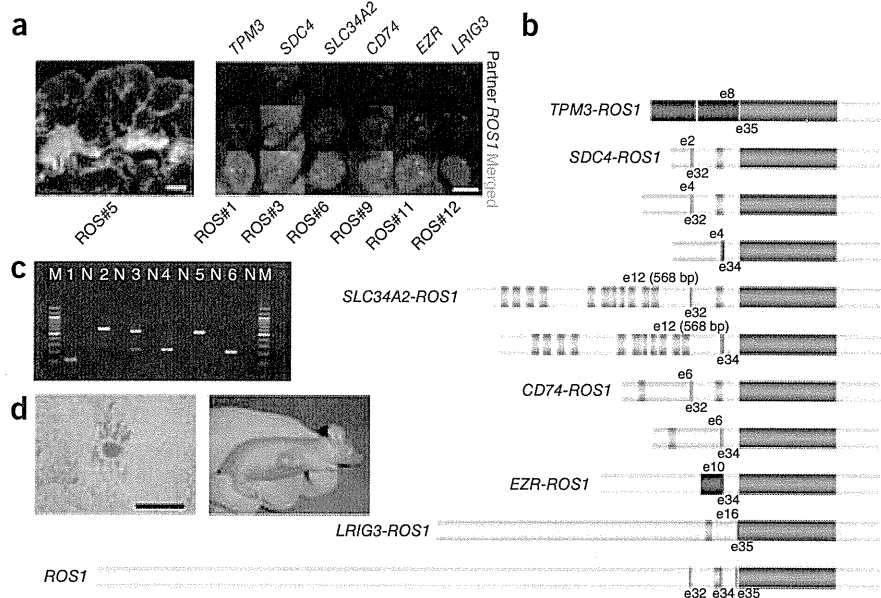 a
TPM3
SDC4
SLC34A2
CD74
EZR
LRIG3
Partner ROS1 Merged
ROS#5
ROS#1
ROS#3
ROS#6
ROS#9
ROS#11
ROS#12
b
e8
TPM3-ROS1
e35
e2
SDC4-ROS1
e32
e4
e32
e4
e34
e12 (568 bp)
SLC34A2-ROS1
e32
e12 (568 bp)
e34
e6
CD74-ROS1
e32
e6
e34
e10
EZR-ROS1
e34
e16
LRIG3-ROS1
e35
ROS1
e32 e34 e35
c
M 1 N 2 N 3 N 4 N 5 N 6 N M
d